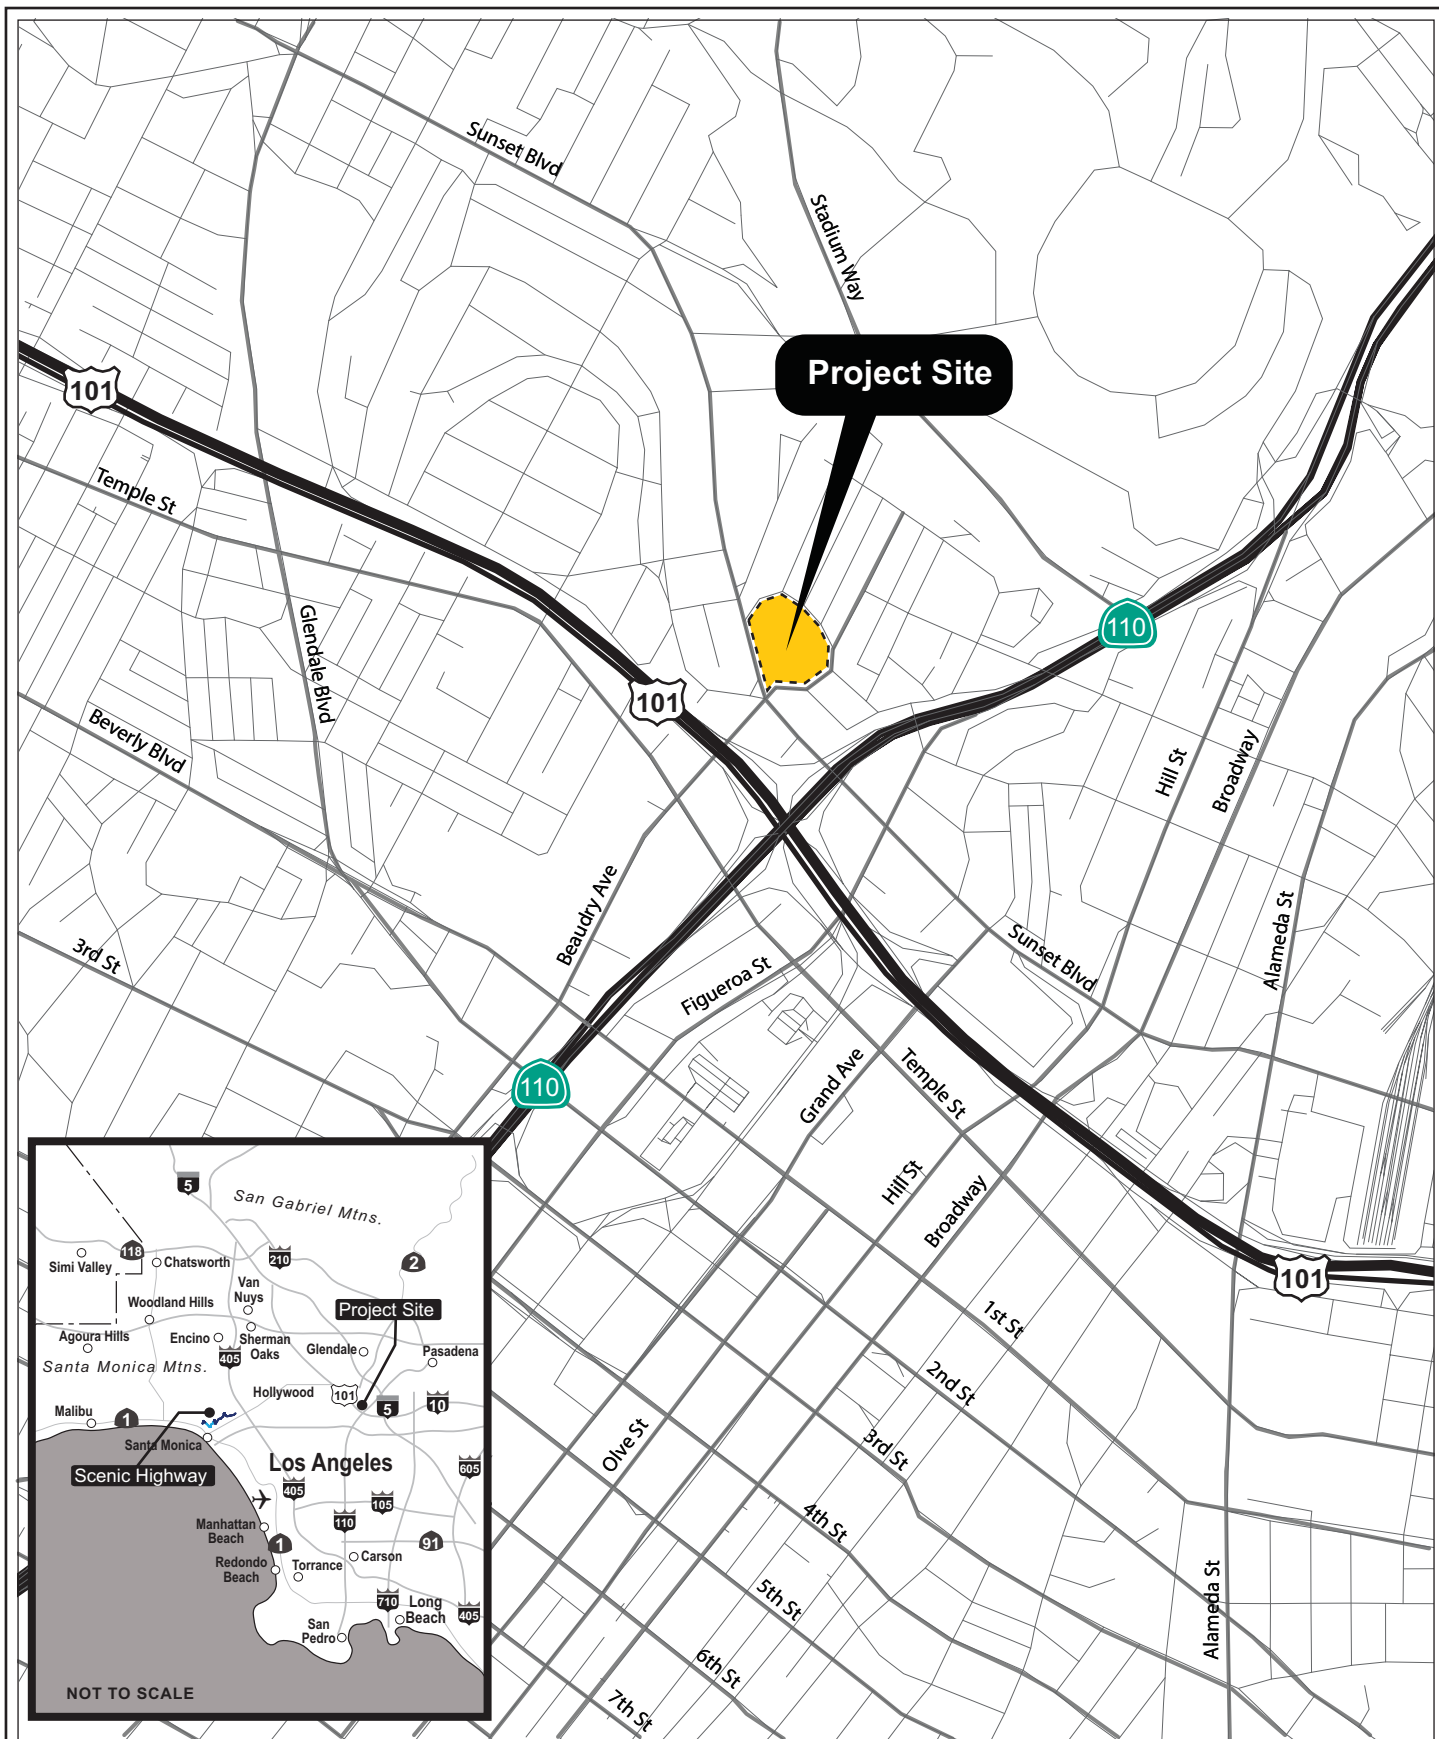 Sunset Blvd
Stadium Way
Project Site
101
Temple St
110
Glendale Blvd
101
Beverly Blvd
Hill St
Broadway
Beaudry Ave
3rd St
Figueroa St
Sunset Blvd
Alameda St
110
Grand Ave
Temple St
Hill St
Broadway
101
1st St
2nd St
Olive St
3rd St
4th St
5th St
Alameda St
6th St
7th St
5
San Gabriel Mtns.
118
Simi Valley
Chatsworth
210
2
Van
Nuys
Woodland Hills
Project Site
Agoura Hills
Encino
Sherman
Oaks
Glendale
Pasadena
405
Santa Monica Mtns.
Hollywood
101
5
10
Malibu
1
Santa Monica
Los Angeles
Scenic Highway
605
405
105
110
Manhattan
Beach
1
91
Redondo
Beach
Torrance
Carson
710
Long
Beach
405
San
Pedro
NOT TO SCALE